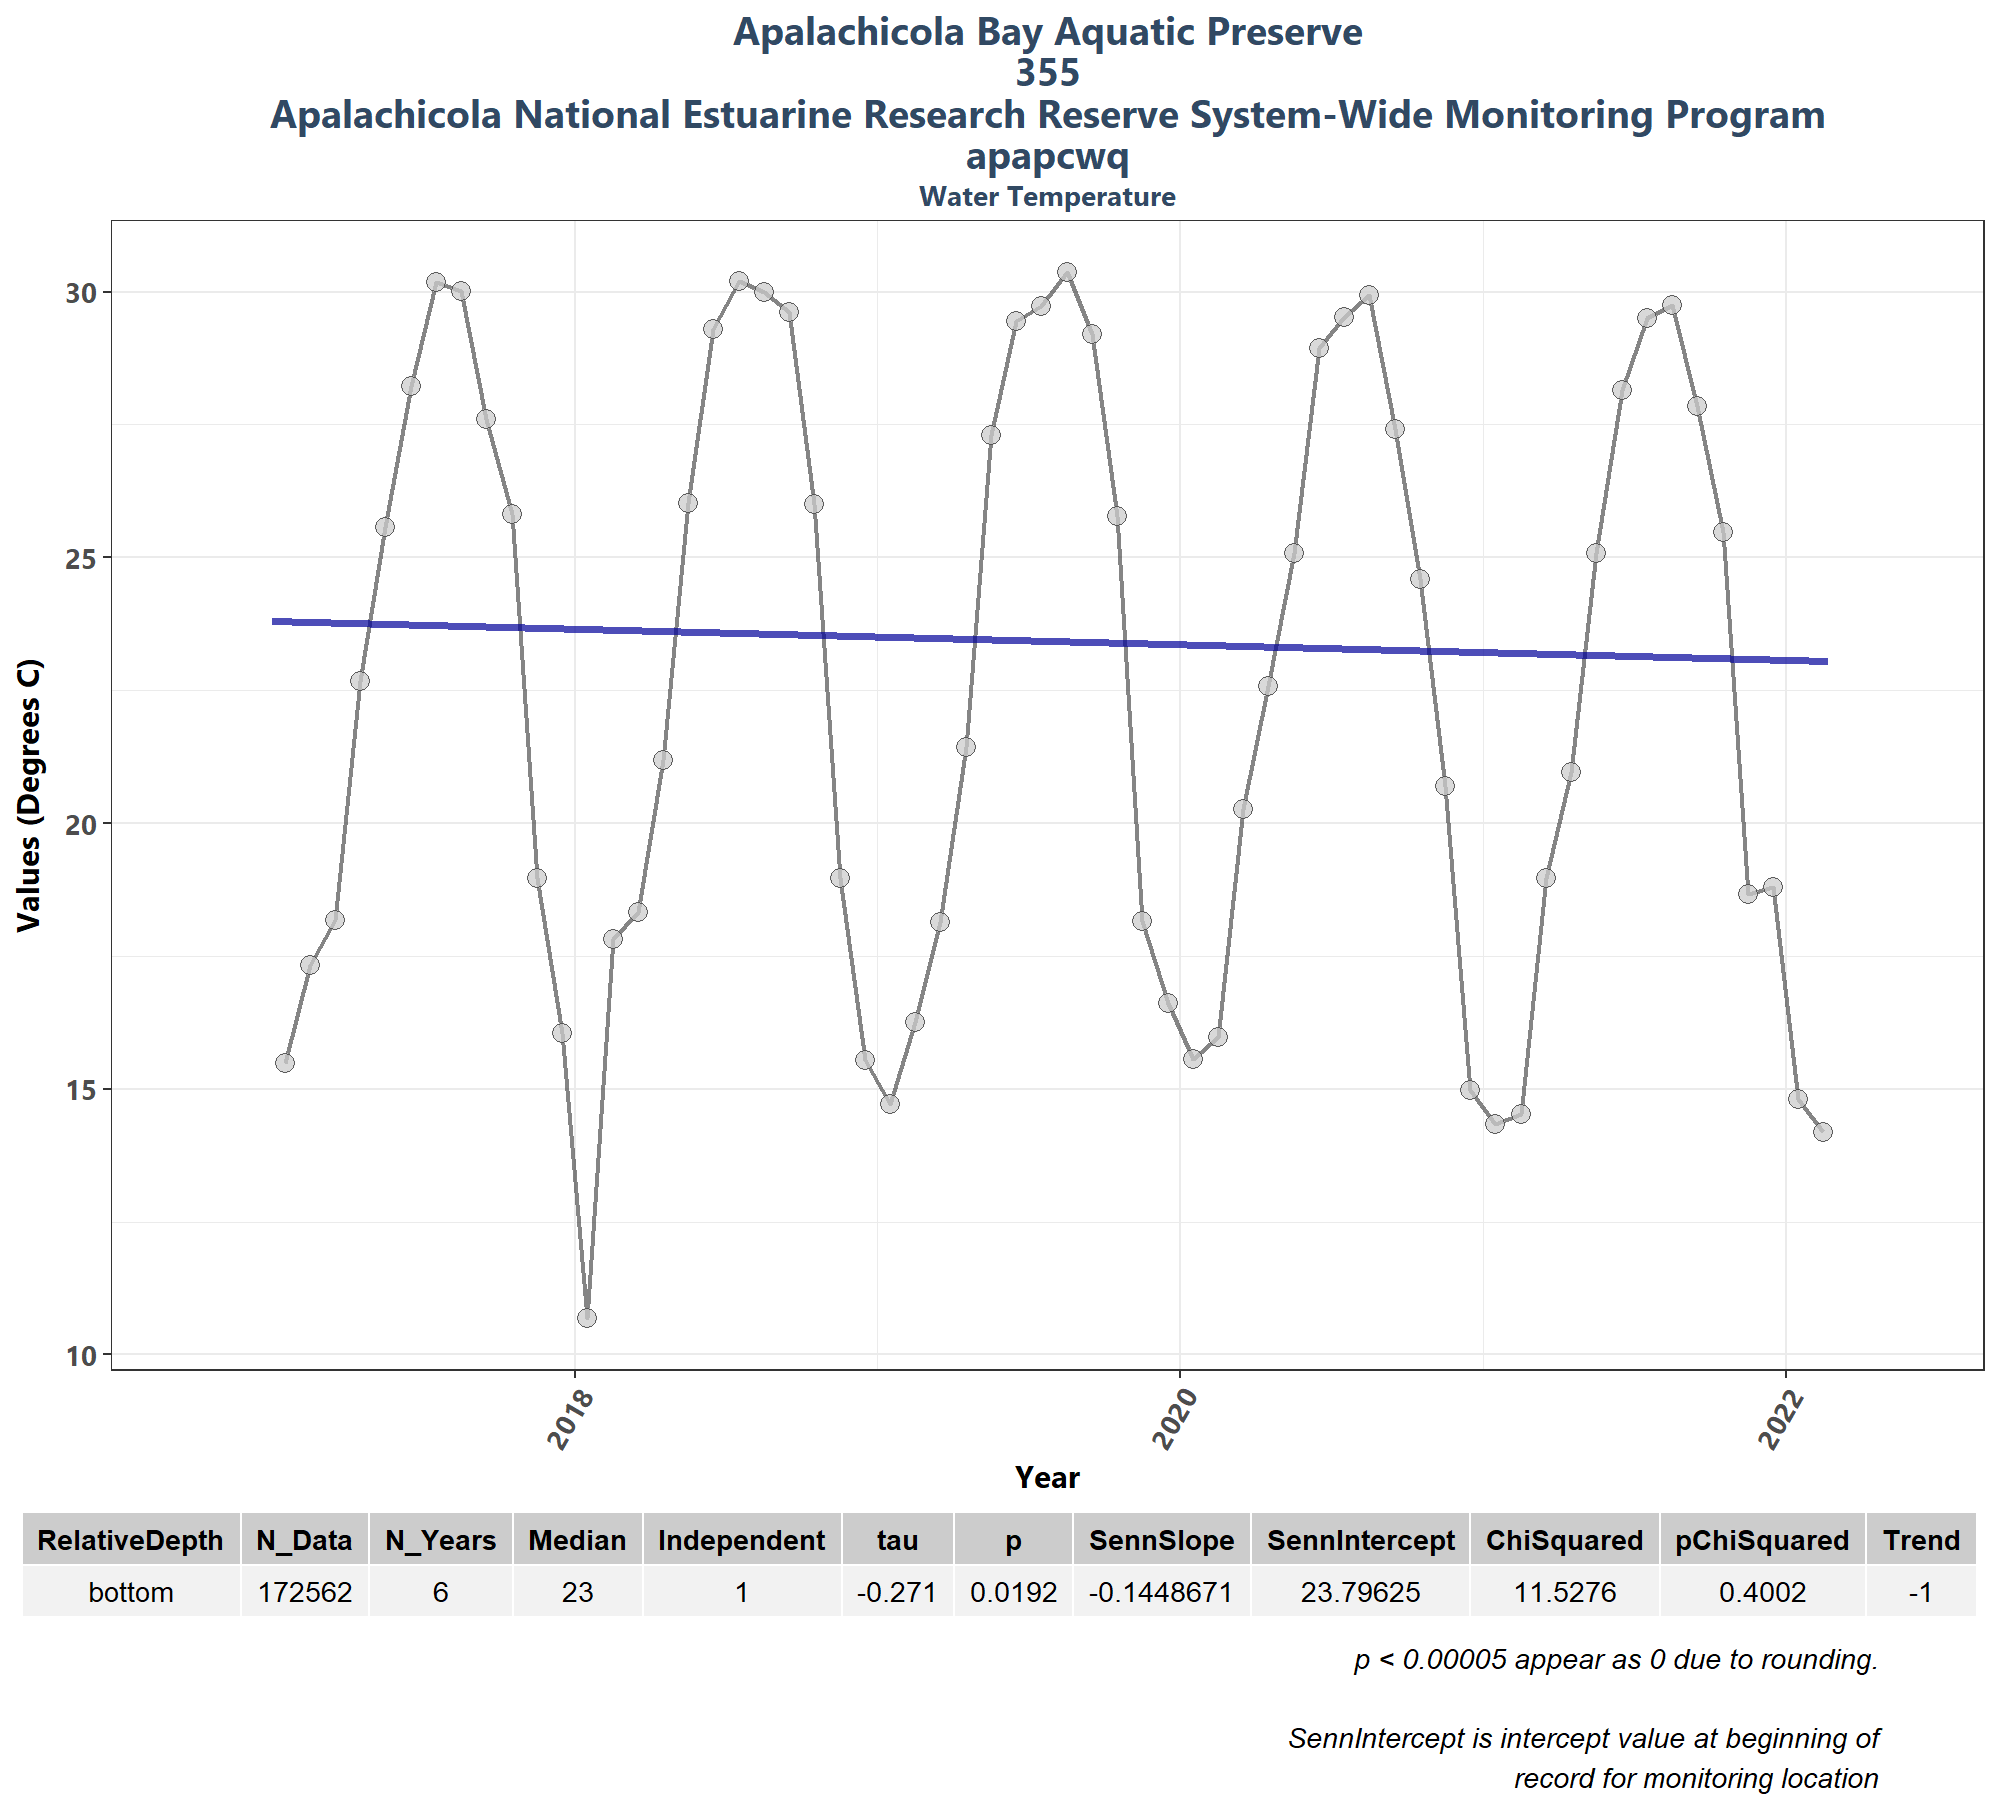 Apalachicola Bay Aquatic Preserve
355
Apalachicola National Estuarine Research Reserve System-Wide Monitoring Program
apapcwq
Water Temperature
30
25
20
15
10
Values (Degrees C)
2018
2020
2022
Year
RelativeDepth N_Data N_Years Median Independent tau p SennSlope SennIntercept ChiSquared pChiSquared Trend
bottom 172562 6 23 1 -0.271 0.0192 -0.1448671 23.79625 11.5276 0.4002 -1
p < 0.00005 appear as 0 due to rounding.
SennIntercept is intercept value at beginning of
record for monitoring location